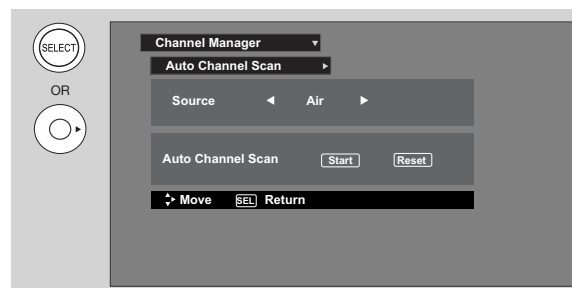 SELECT
OR
Channel Manager
Auto Channel Scan
Source Air
Auto Channel Scan Start Reset
Move SEL Return